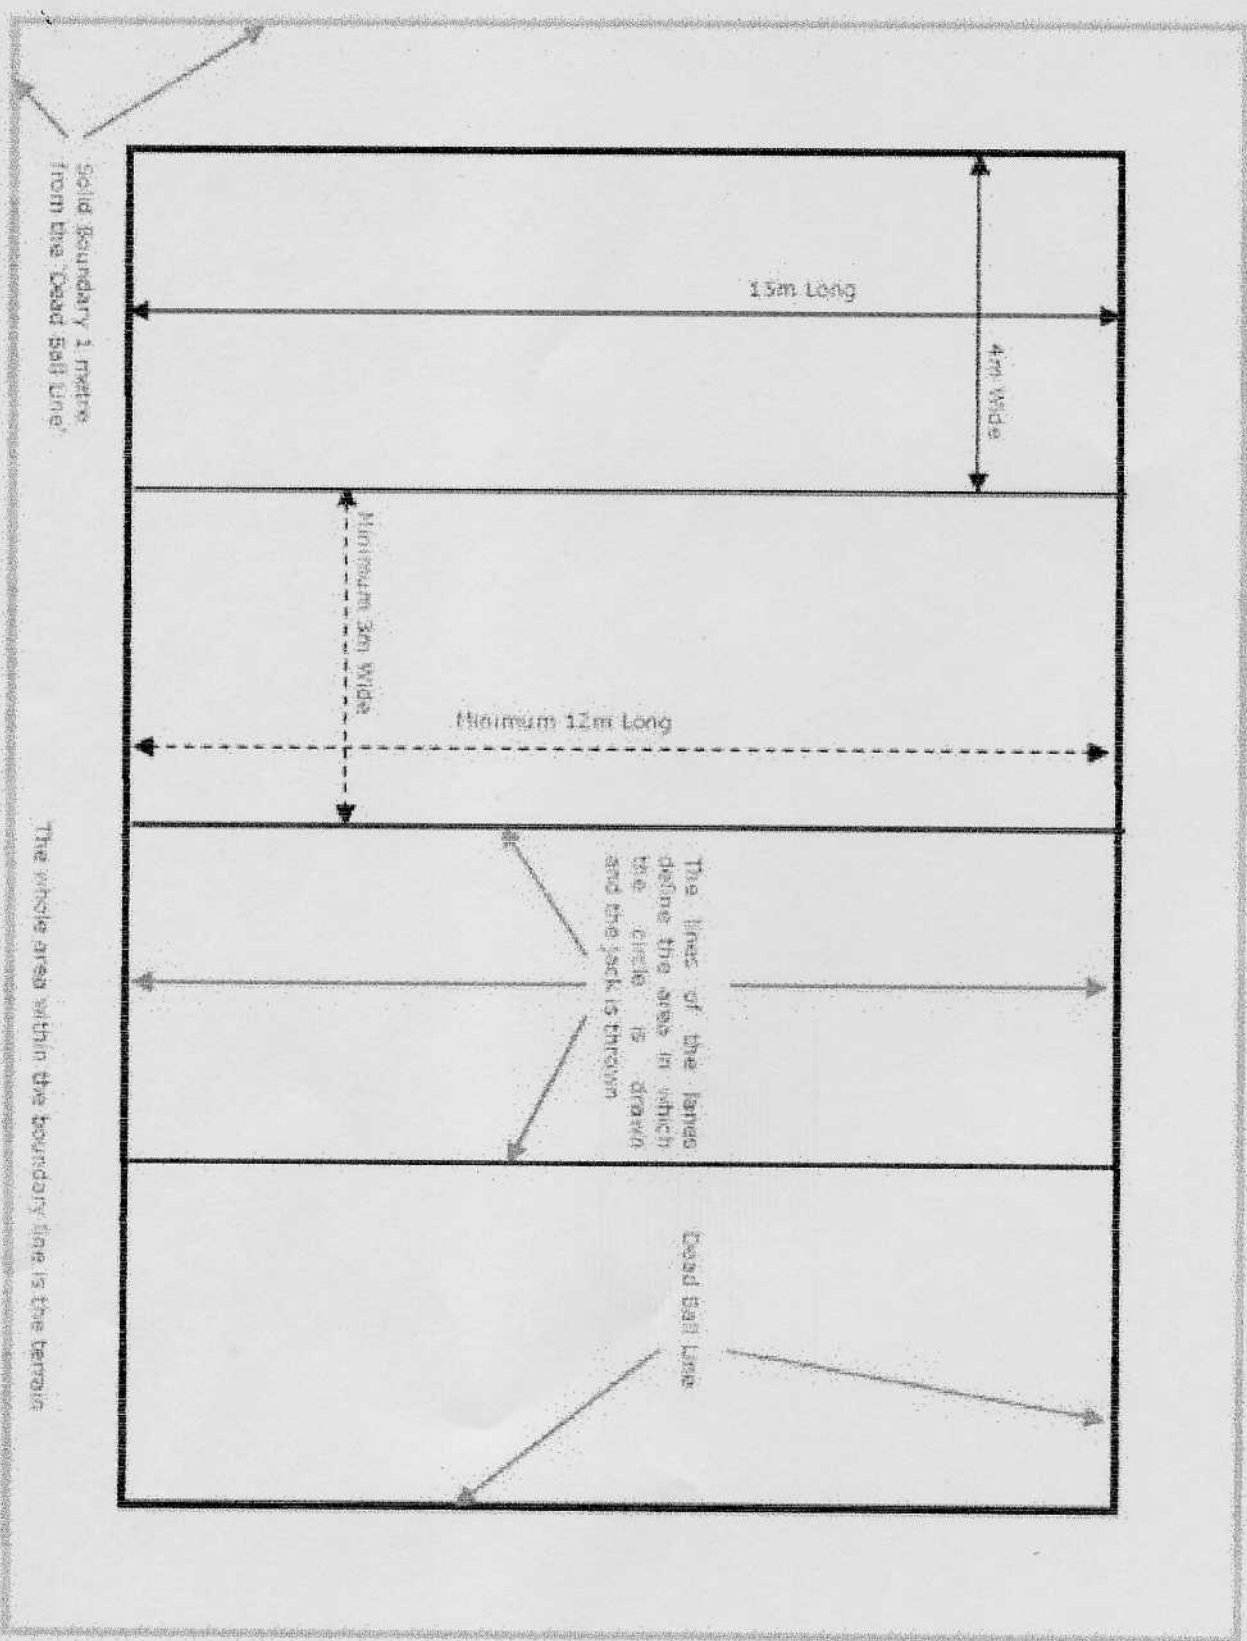 Solid Boundary 1 metre
from the 'Dead Ball Line'
15m Long
4m Wide
Minimum 3m Wide
Minimum 12m Long
The lines of the lanes
define the area in which
the circle is drawn
and the jack is thrown
Dead Ball Line
The whole area within the boundary line is the terrain